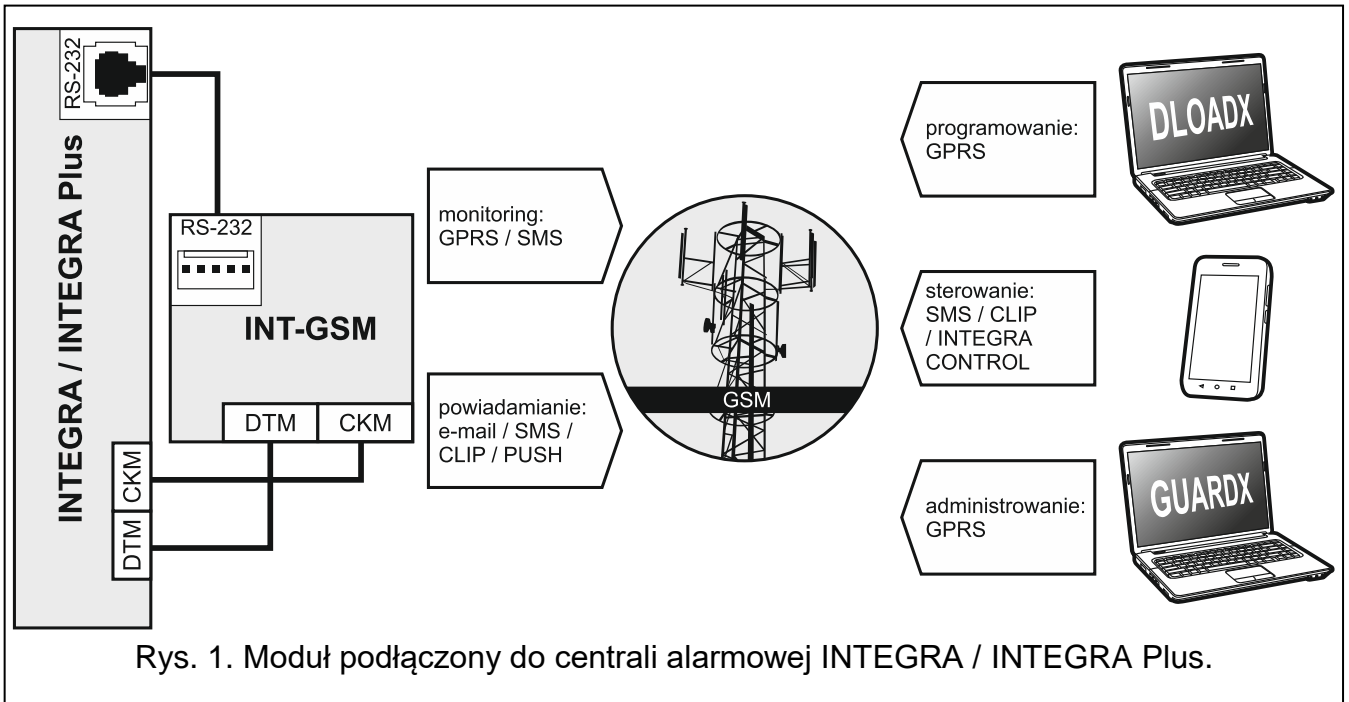 RS-232
INTEGRA / INTEGRA Plus
CKM
DTM
RS-232
INT-GSM
DTM
CKM
monitoring:
GPRS / SMS
powiadamianie:
e-mail / SMS /
CLIP / PUSH
GSM
programowanie:
GPRS
sterowanie:
SMS / CLIP
/ INTEGRA
CONTROL
administrowanie:
GPRS
DLOADX
GUARDX
Rys. 1. Moduł podłączony do centrali alarmowej INTEGRA / INTEGRA Plus.